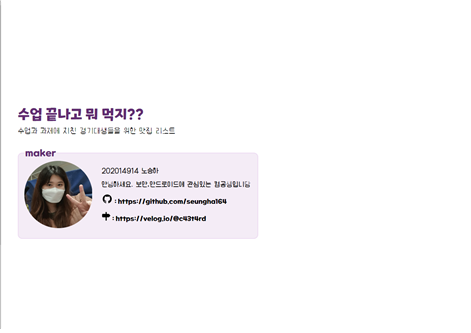 수업 끝나고 뭐 먹지??
수업과 과제에 지친 경기대생들을 위한 맛집 리스트
maker
202014914 노승하
안녕하세요. 보안,안드로이드에 관심있는 컴공생입니당
: https://github.com/seungha164
: https://velog.io/@c43t4rd